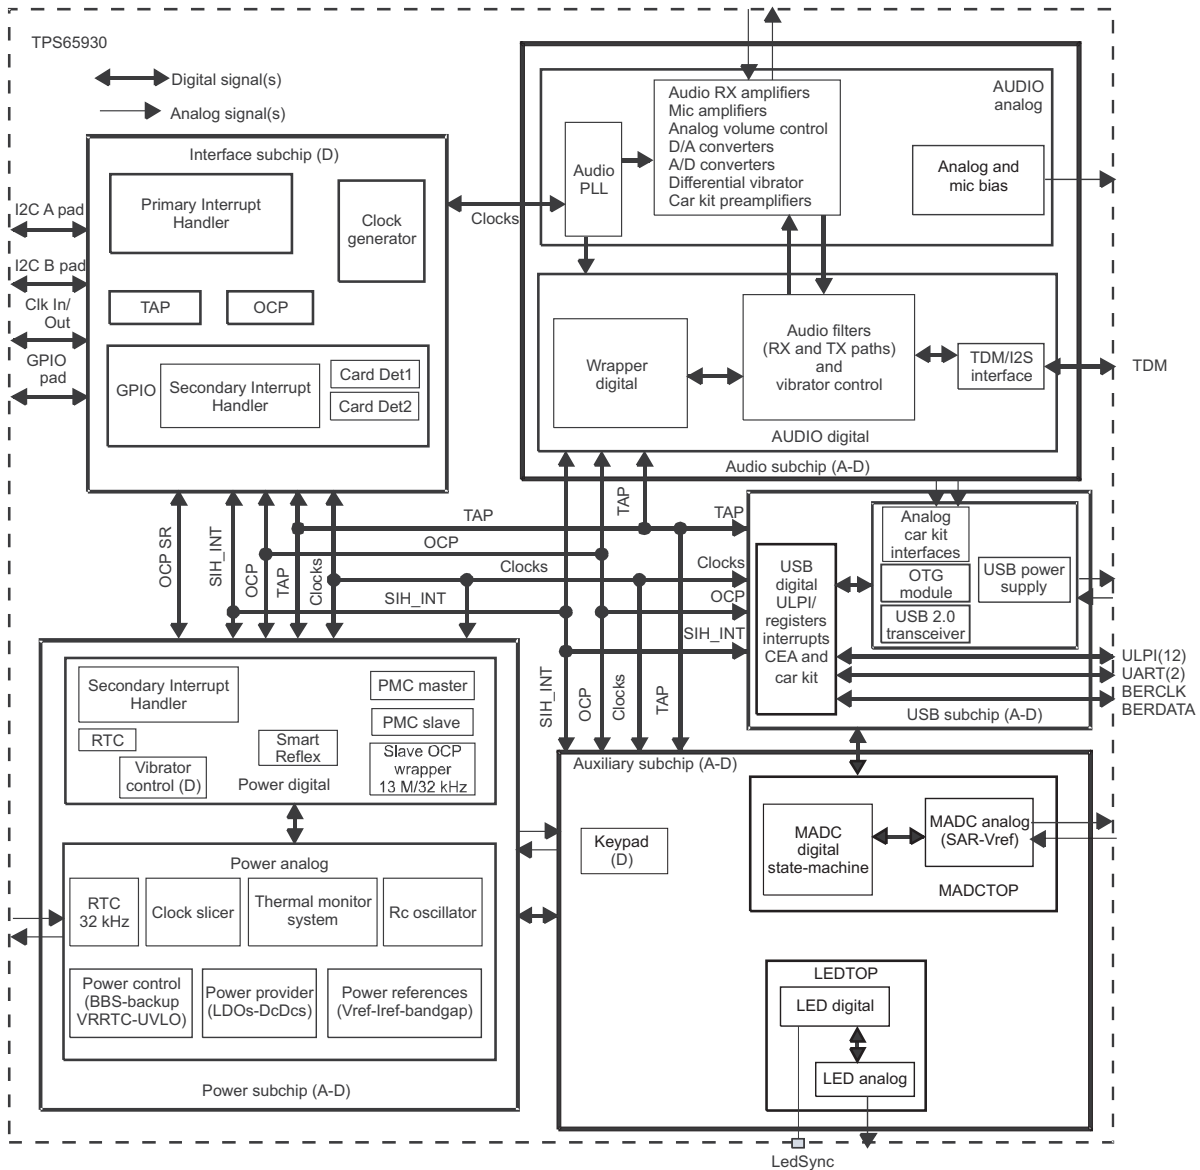 TPS65930
Digital signal(s)
Analog signal(s)
Interface subchip (D)
Primary Interrupt
Handler
Clock
generator
TAP
OCP
GPIO
Secondary Interrupt
Handler
Card Det1
Card Det2
I2C A pad
I2C B pad
Clk In/
Out
GPIO
pad
Clocks
AUDIO
analog
Audio RX amplifiers
Mic amplifiers
Analog volume control
D/A converters
A/D converters
Differential vibrator
Car kit preamplifiers
Audio
PLL
Analog and
mic bias
Wrapper
digital
Audio filters
(RX and TX paths)
and
vibrator control
TDM/I2S
interface
TDM
AUDIO digital
Audio subchip (A-D)
OCP SR
SIH_INT
OCP
TAP
Clocks
TAP
TAP
TAP
OCP
Clocks
Clocks
SIH_INT
OCP
SIH_INT
SIH_INT
OCP
Clocks
TAP
USB
digital
ULPI/
registers
interrupts
CEA and
car kit
Analog
car kit
interfaces
OTG
module
USB 2.0
transceiver
USB power
supply
ULPI(12)
UART(2)
BERCLK
BERDATA
USB subchip (A-D)
Secondary Interrupt
Handler
RTC
Vibrator
control (D)
Smart
Reflex
PMC master
PMC slave
Slave OCP
wrapper
13 M/32 kHz
Power digital
Power analog
RTC
32 kHz
Clock slicer
Thermal monitor
system
Rc oscillator
Power control
(BBS-backup
VRRTC-UVLO)
Power provider
(LDOs-DcDcs)
Power references
(Vref-Iref-bandgap)
Power subchip (A-D)
Auxiliary subchip (A-D)
Keypad
(D)
MADC
digital
state-machine
MADC analog
(SAR-Vref)
MADCTOP
LEDTOP
LED digital
LED analog
LedSync